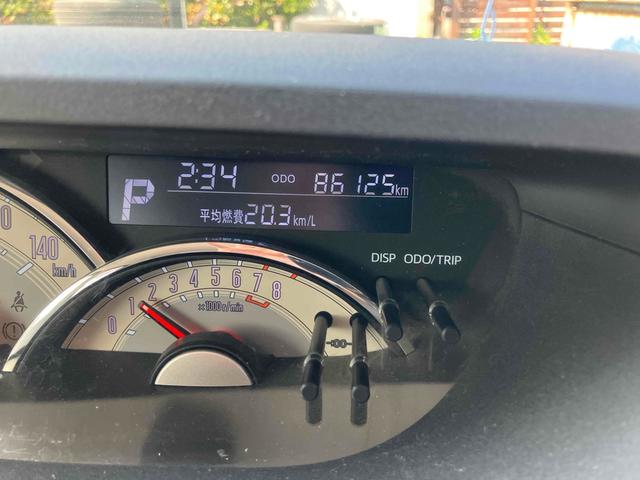 2:34 ODO 86125km
P
平均燃費20.3km/L
DISP ODO/TRIP
140
km/h
0 1 2 3 4 5 6 7 8
×1000r/min